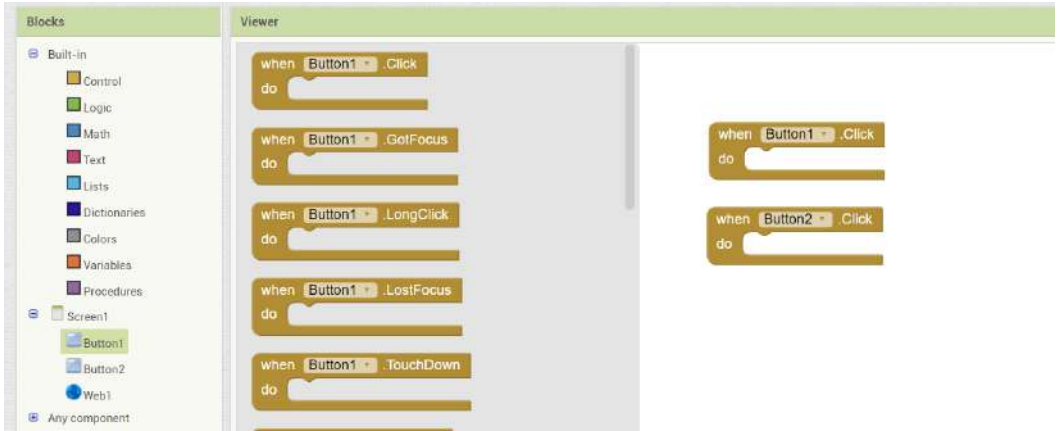 Blocks
Viewer
Built-in
Control
Logic
Math
Text
Lists
Dictionaries
Colors
Variables
Procedures
Screen1
Button1
Button2
Web1
Any component
when Button1 .Click
do
when Button1 .GotFocus
do
when Button1 .LongClick
do
when Button1 .LostFocus
do
when Button1 .TouchDown
do
when Button1 .Click
do
when Button2 .Click
do